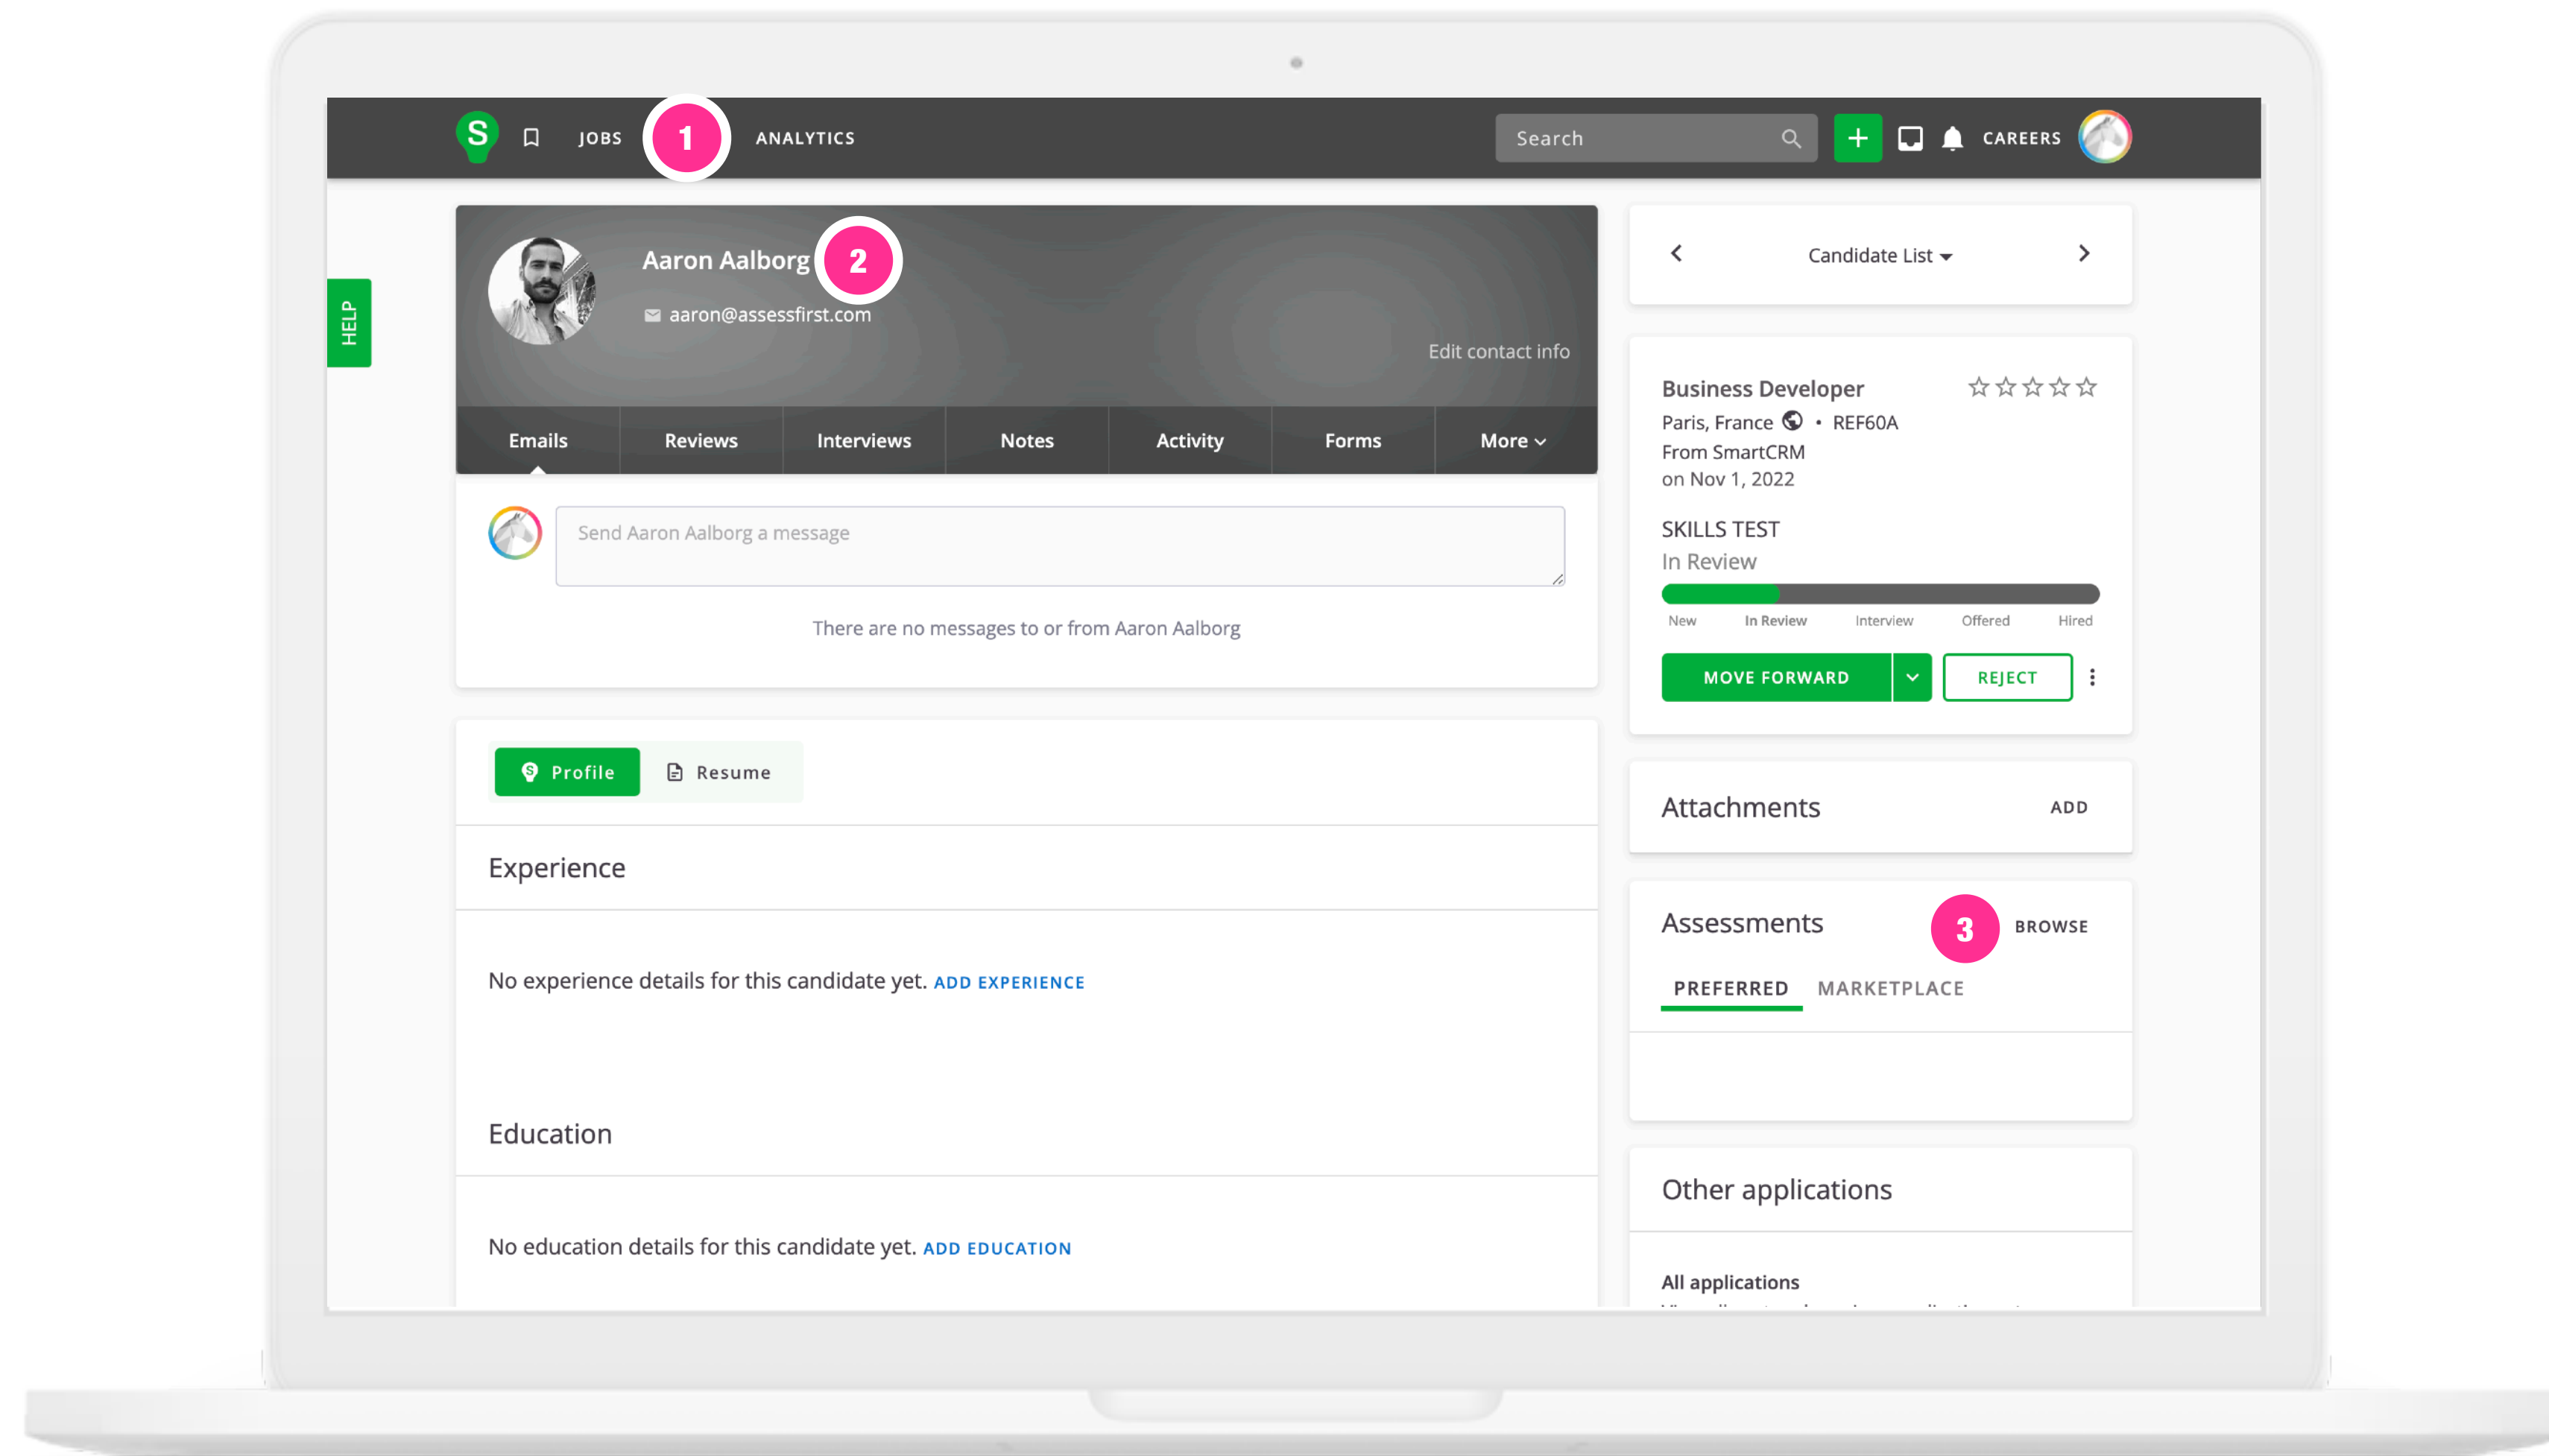 S JOBS 1 ANALYTICS Search + CAREERS
HELP
Aaron Aalborg 2
aaron@assessfirst.com
Edit contact info
Emails Reviews Interviews Notes Activity Forms More
Send Aaron Aalborg a message
There are no messages to or from Aaron Aalborg
Profile Resume
Experience
No experience details for this candidate yet. ADD EXPERIENCE
Education
No education details for this candidate yet. ADD EDUCATION
Candidate List
Business Developer
Paris, France • REF60A
From SmartCRM
on Nov 1, 2022
SKILLS TEST
In Review
New In Review Interview Offered Hired
MOVE FORWARD REJECT
Attachments ADD
Assessments 3 BROWSE
PREFERRED MARKETPLACE
Other applications
All applications